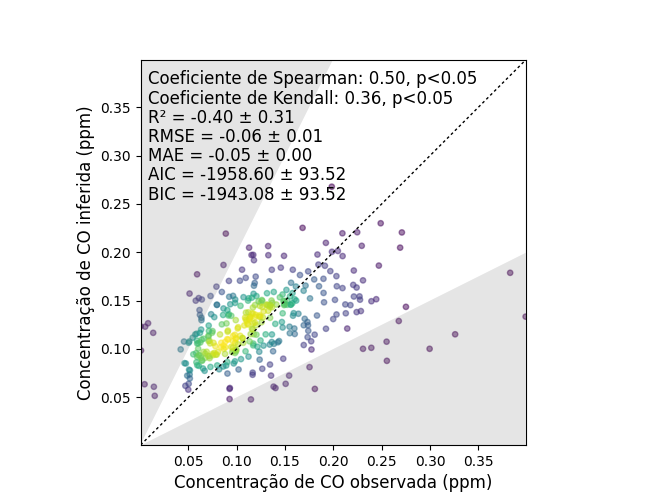 Coeficiente de Spearman: 0.50, p<0.05
Coeficiente de Kendall: 0.36, p<0.05
R² = -0.40 ± 0.31
RMSE = -0.06 ± 0.01
MAE = -0.05 ± 0.00
AIC = -1958.60 ± 93.52
BIC = -1943.08 ± 93.52
Concentração de CO inferida (ppm)
0.35
0.30
0.25
0.20
0.15
0.10
0.05
0.05 0.10 0.15 0.20 0.25 0.30 0.35
Concentração de CO observada (ppm)